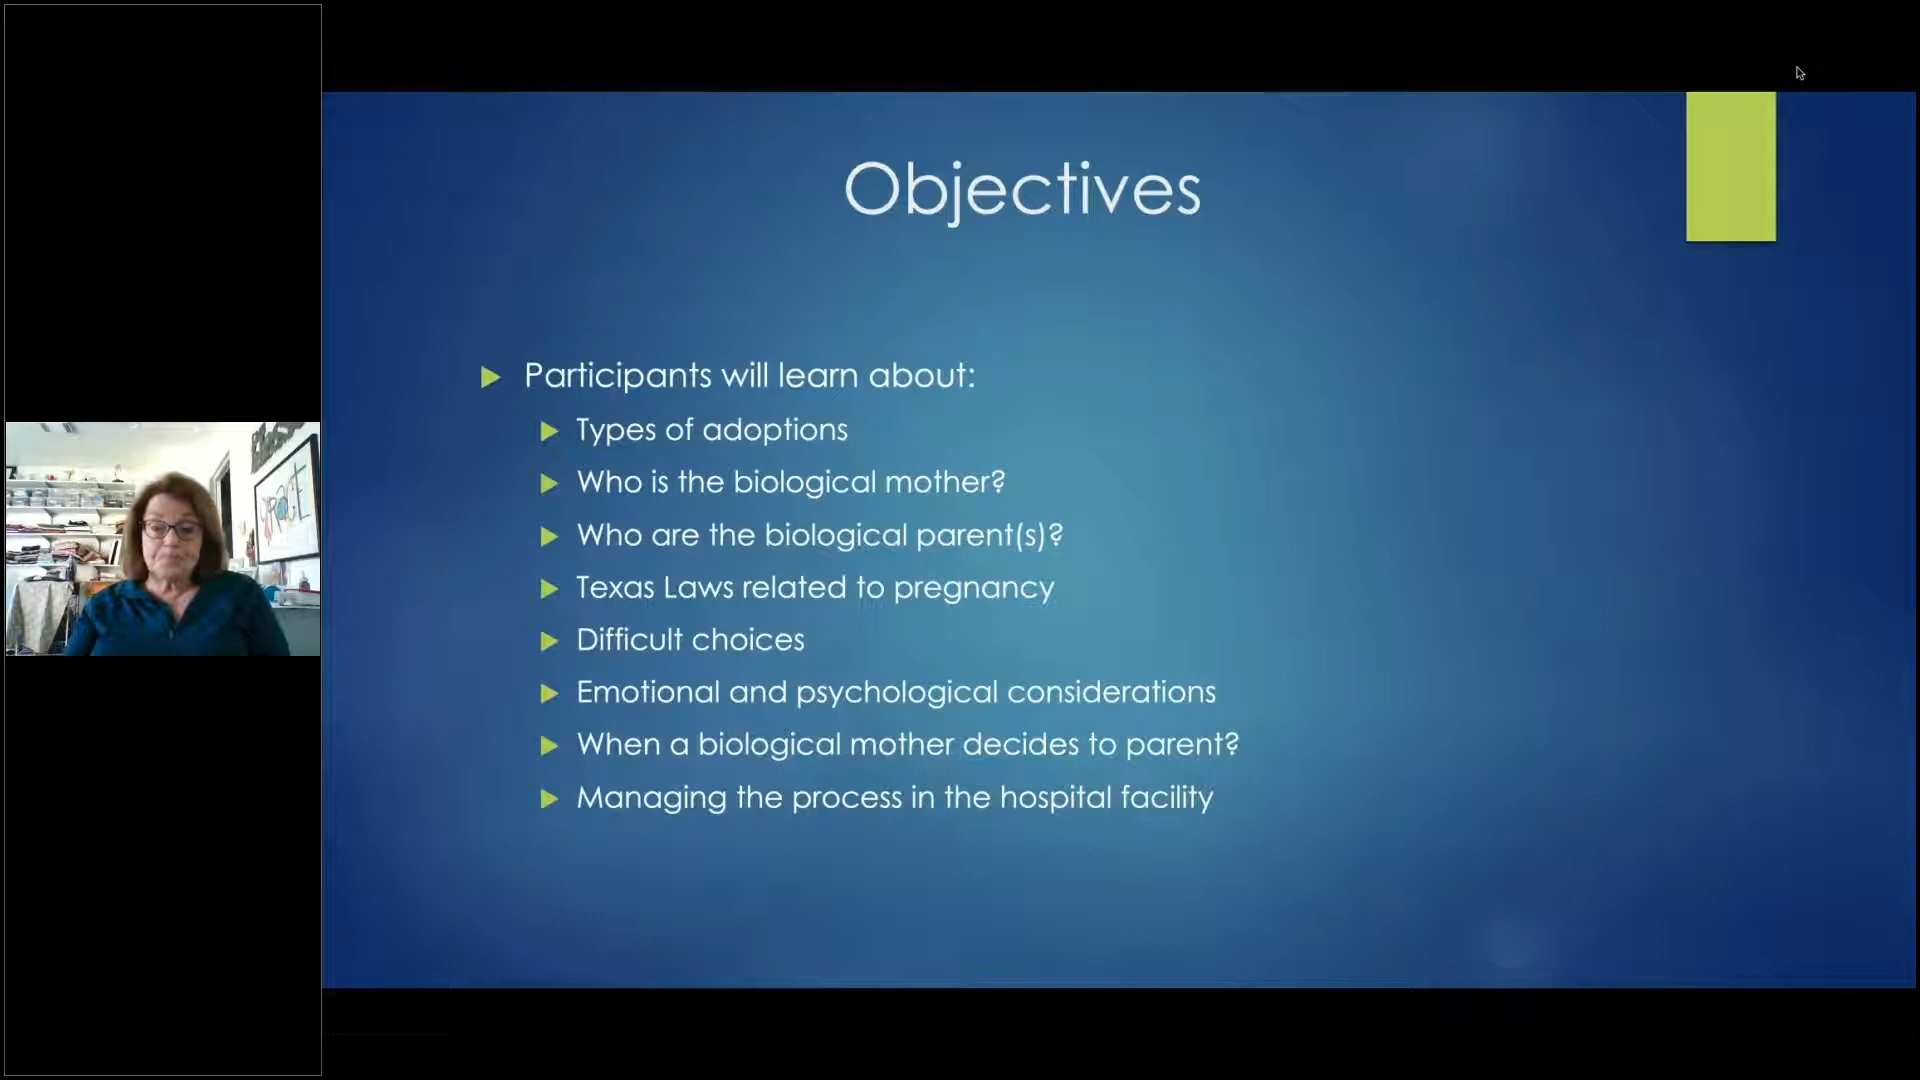 Objectives
Participants will learn about:
Types of adoptions
Who is the biological mother?
Who are the biological parent(s)?
Texas Laws related to pregnancy
Difficult choices
Emotional and psychological considerations
When a biological mother decides to parent?
Managing the process in the hospital facility